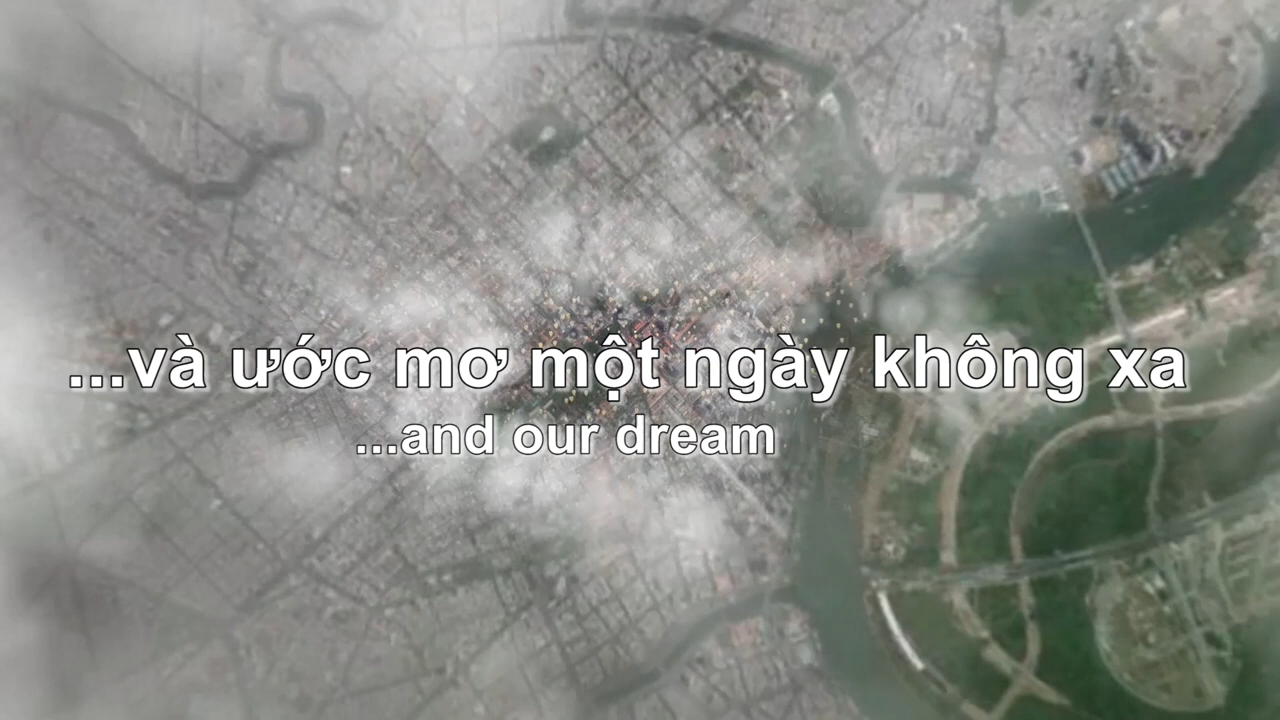 ...và ước mơ một ngày không xa
...and our dream